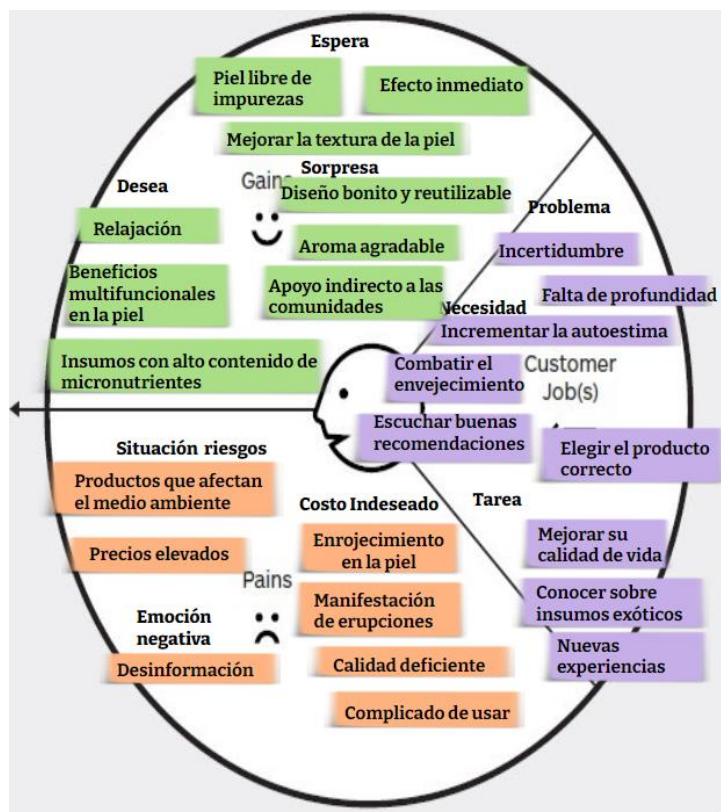 Espera
Piel libre de
impurezas
Efecto inmediato
Mejorar la textura de la piel
Desea
Gains
Sorpresa
Diseño bonito y reutilizable
Relajación
Aroma agradable
Beneficios
multifuncionales
en la piel
Apoyo indirecto a las
comunidades
Insumos con alto contenido de
micronutrientes
Problema
Incertidumbre
Falta de profundidad
Necesidad
Incrementar la autoestima
Combatir el
envejecimiento
Customer
Job(s)
Escuchar buenas
recomendaciones
Elegir el producto
correcto
Tarea
Mejorar su
calidad de vida
Conocer sobre
insumos exóticos
Nuevas
experiencias
Situación riesgos
Productos que afectan
el medio ambiente
Costo Indeseado
Enrojecimiento
en la piel
Precios elevados
Pains
Manifestación
de erupciones
Emoción
negativa
Desinformación
Calidad deficiente
Complicado de usar